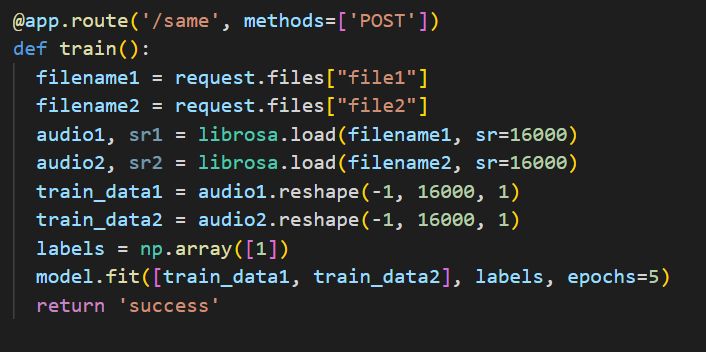 @app.route('/same', methods=['POST'])
def train():
  filename1 = request.files["file1"]
  filename2 = request.files["file2"]
  audio1, sr1 = librosa.load(filename1, sr=16000)
  audio2, sr2 = librosa.load(filename2, sr=16000)
  train_data1 = audio1.reshape(-1, 16000, 1)
  train_data2 = audio2.reshape(-1, 16000, 1)
  labels = np.array([1])
  model.fit([train_data1, train_data2], labels, epochs=5)
  return 'success'